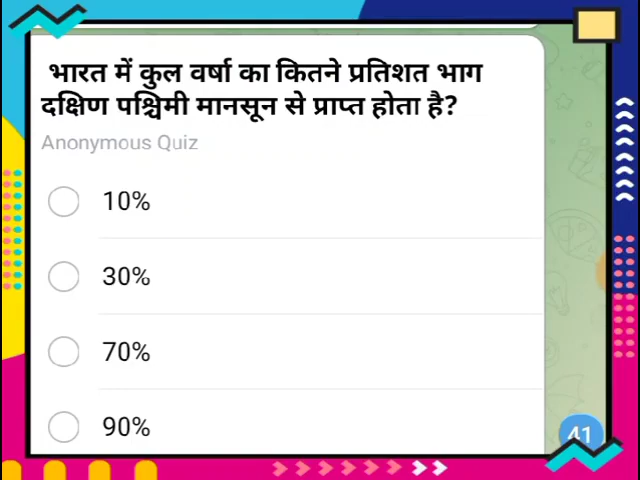 भारत में कुल वर्षा का कितने प्रतिशत भाग
दक्षिण पश्चिमी मानसून से प्राप्त होता है?
Anonymous Quiz
10%
30%
70%
90%
41